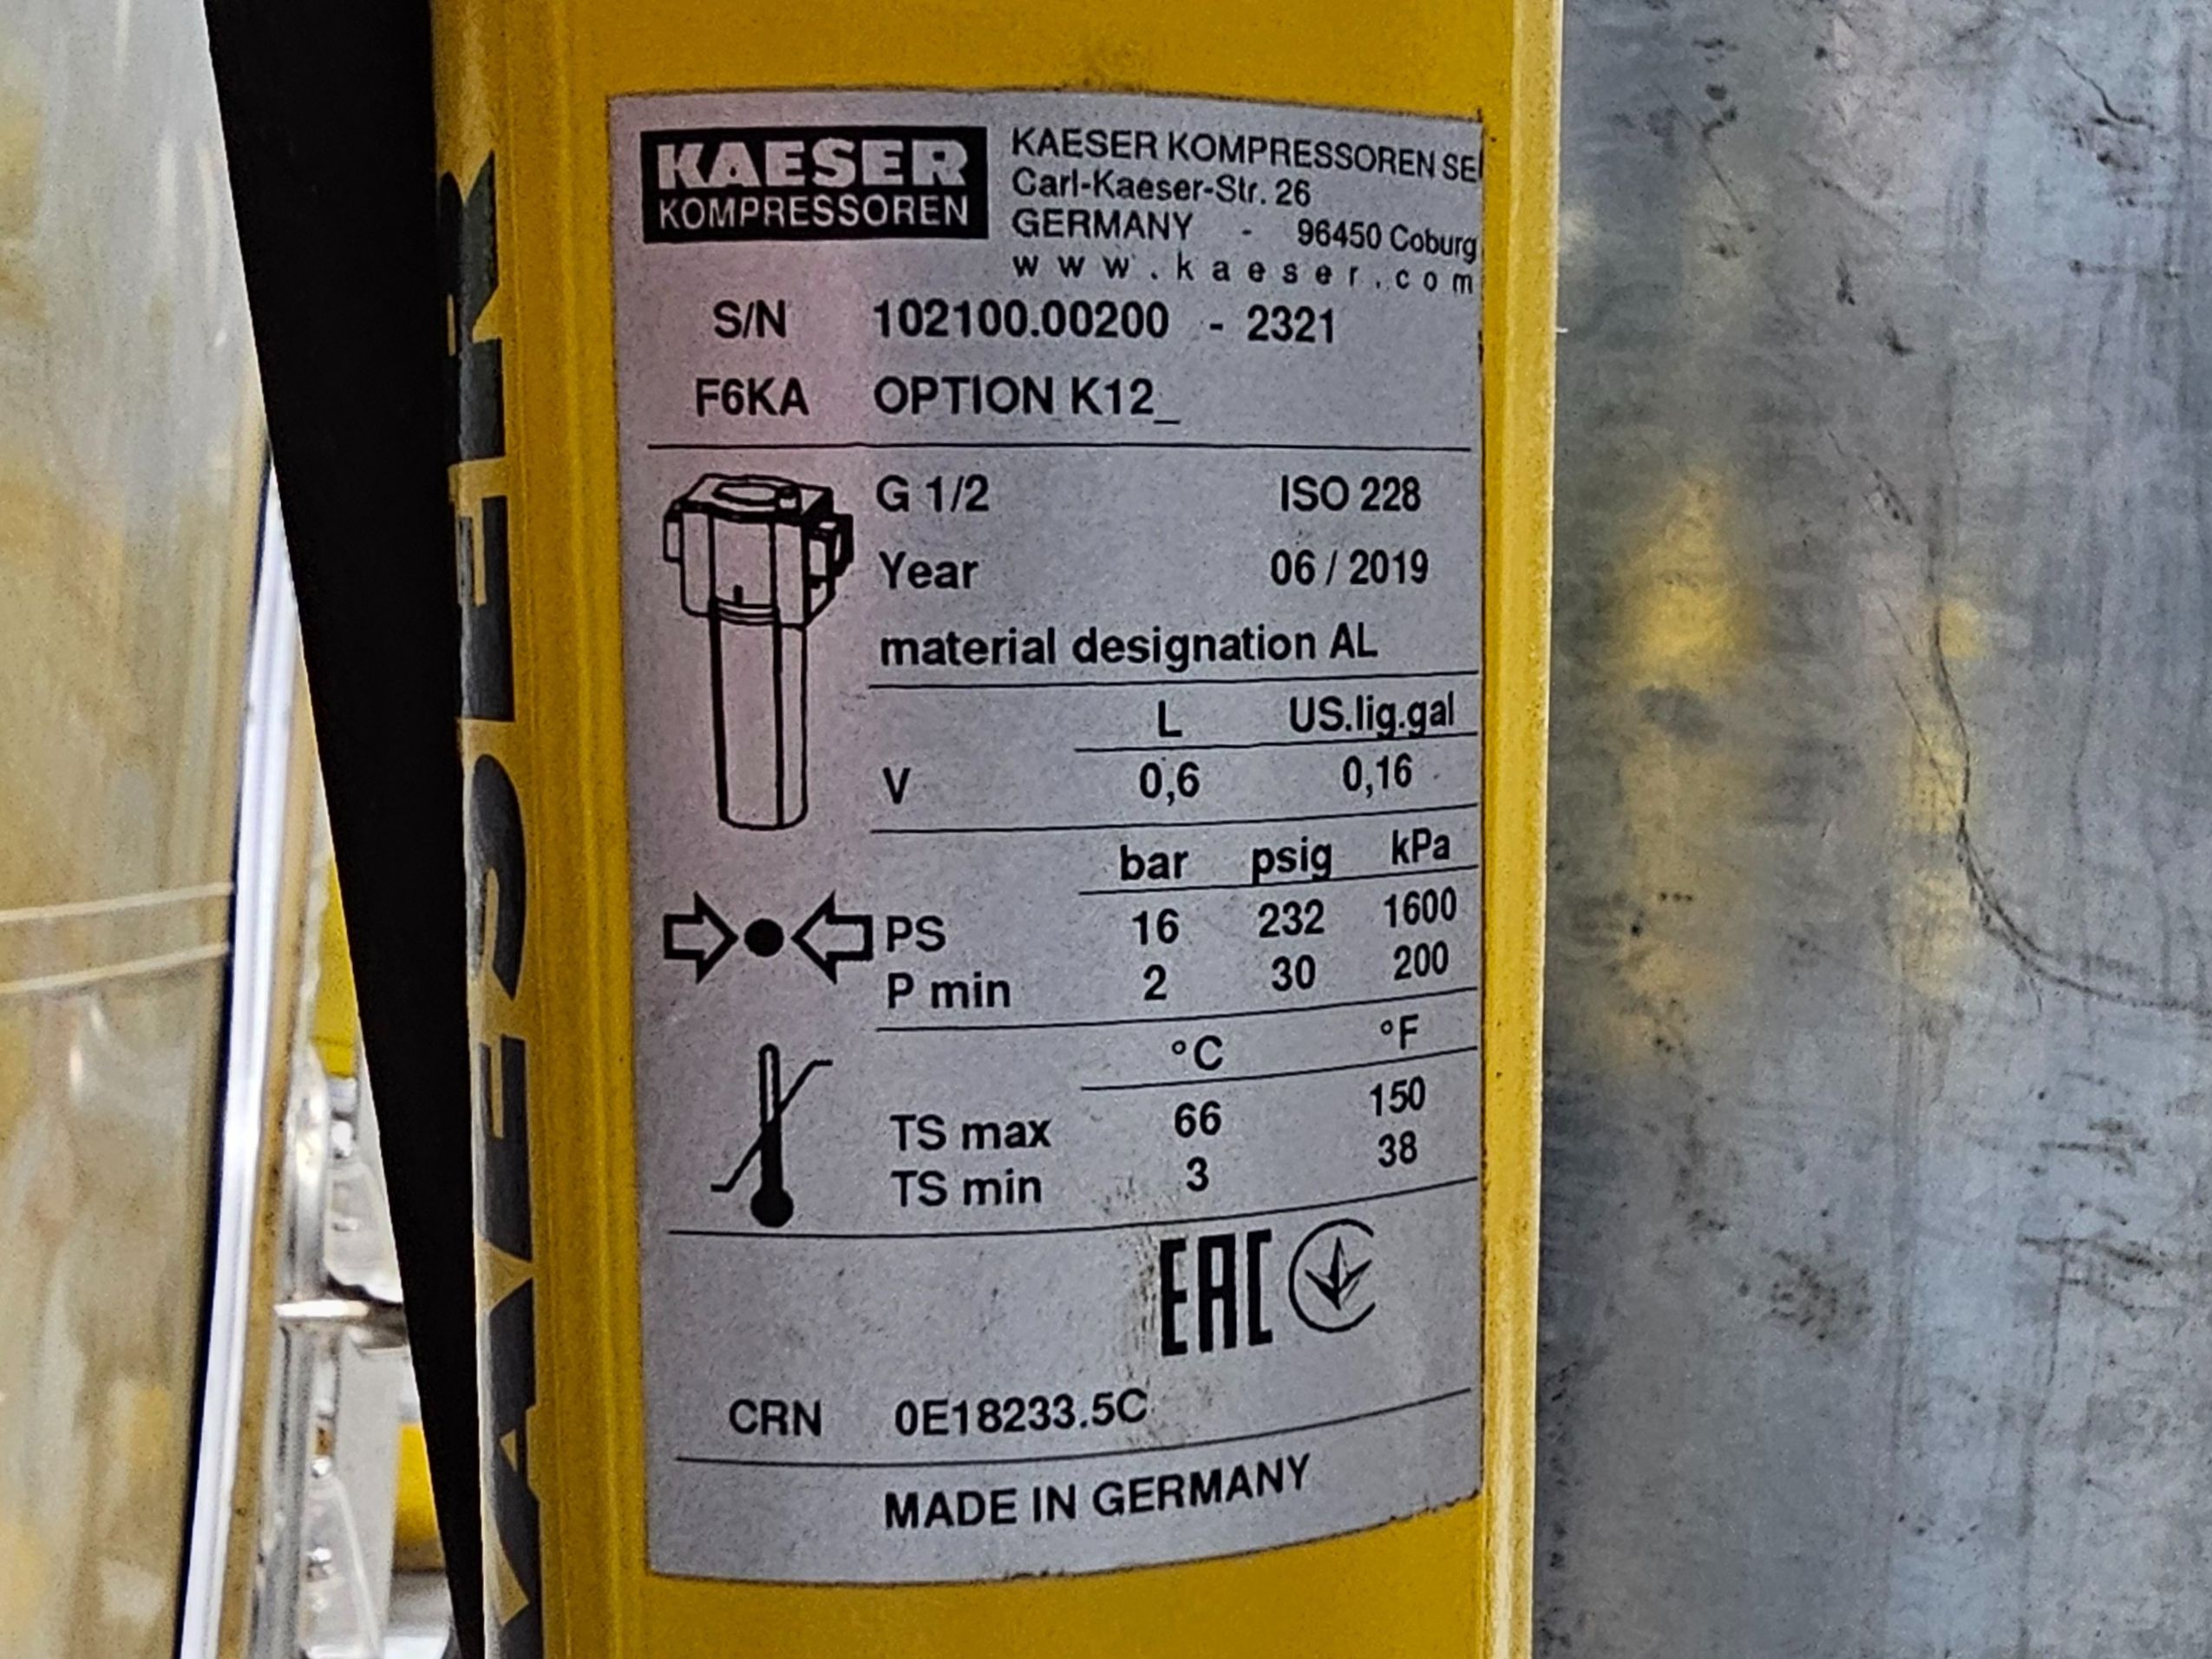 KAESER
KOMPRESSOREN
KAESER KOMPRESSOREN SE
Carl-Kaeser-Str. 26
GERMANY - 96450 Coburg
www.kaeser.com
S/N 102100.00200 - 2321
F6KA OPTION K12_
G 1/2 ISO 228
Year 06 / 2019
material designation AL
L US.lig.gal
V 0,6 0,16
bar psig kPa
PS 16 232 1600
P min 2 30 200
°C °F
TS max 66 150
TS min 3 38
EAC
CRN 0E18233.5C
MADE IN GERMANY
KAESER